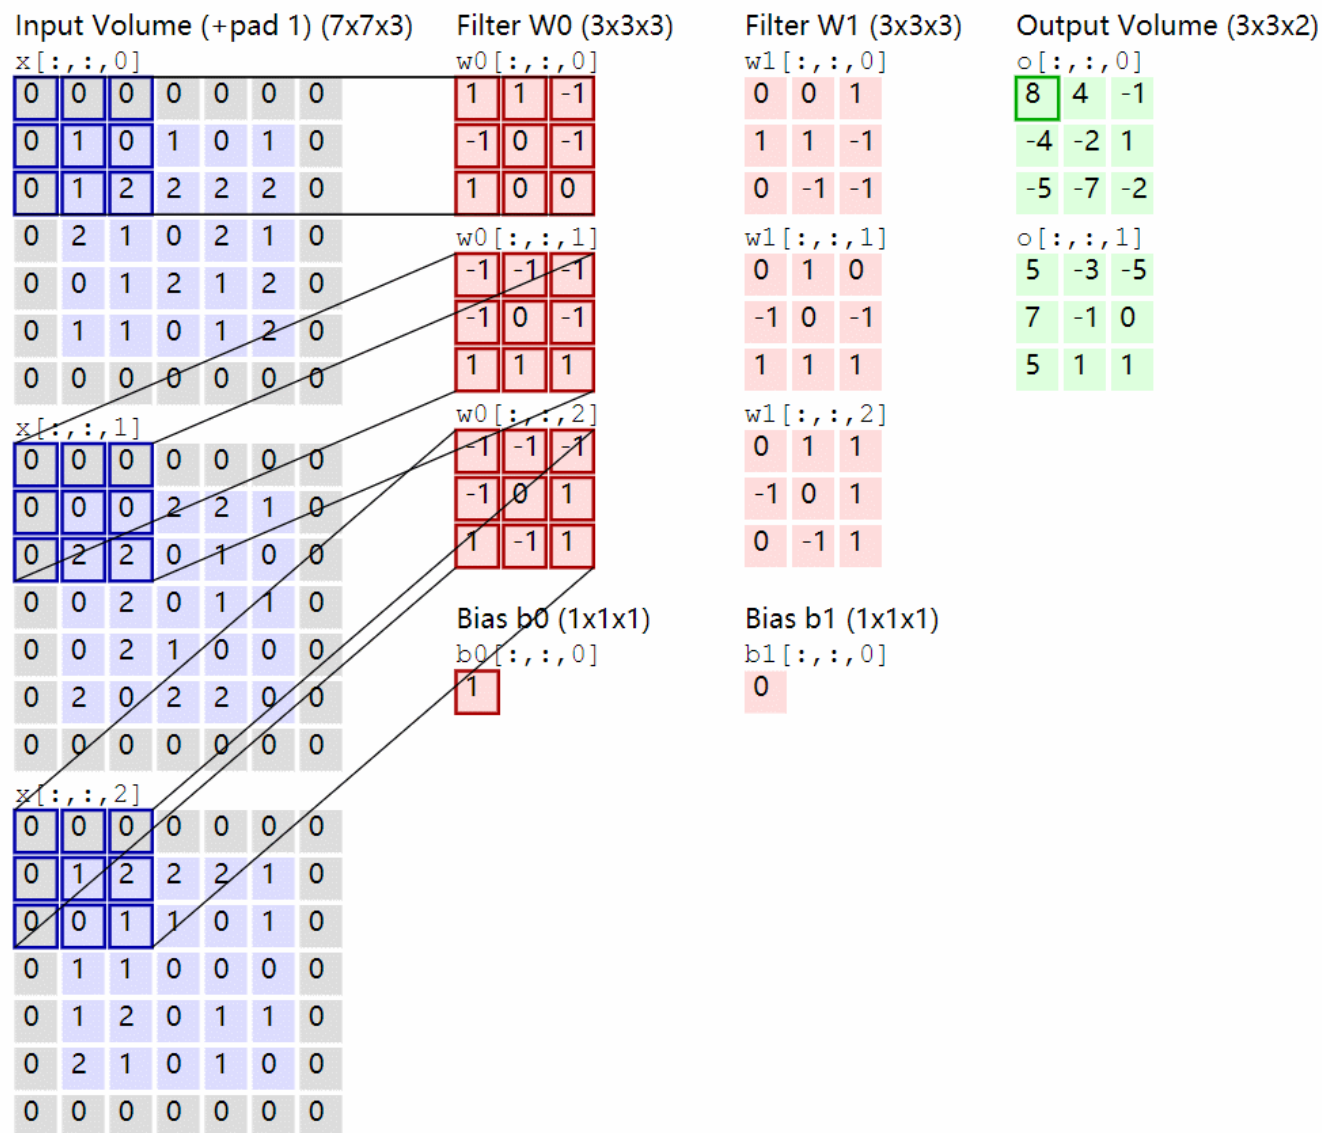 Input Volume (+pad 1) (7x7x3)
x[:,:,0]
0 0 0 0 0 0 0
0 1 0 1 0 1 0
0 1 2 2 2 2 0
0 2 1 0 2 1 0
0 0 1 2 1 2 0
0 1 1 0 1 2 0
0 0 0 0 0 0 0
x[:,:,1]
0 0 0 0 0 0 0
0 0 0 2 2 1 0
0 2 2 0 1 0 0
0 0 2 0 1 1 0
0 0 2 1 0 0 0
0 2 0 2 2 0 0
0 0 0 0 0 0 0
x[:,:,2]
0 0 0 0 0 0 0
0 1 2 2 2 1 0
0 0 1 1 0 1 0
0 1 1 0 0 0 0
0 1 2 0 1 1 0
0 2 1 0 1 0 0
0 0 0 0 0 0 0
Filter W0 (3x3x3)
w0[:,:,0]
1 1 -1
-1 0 -1
1 0 0
w0[:,:,1]
-1 -1 -1
-1 0 -1
1 1 1
w0[:,:,2]
-1 -1 -1
-1 0 1
1 -1 1
Bias b0 (1x1x1)
b0[:,:,0]
1
Filter W1 (3x3x3)
w1[:,:,0]
0 0 1
1 1 -1
0 -1 -1
w1[:,:,1]
0 1 0
-1 0 -1
1 1 1
w1[:,:,2]
0 1 1
-1 0 1
0 -1 1
Bias b1 (1x1x1)
b1[:,:,0]
0
Output Volume (3x3x2)
o[:,:,0]
8 4 -1
-4 -2 1
-5 -7 -2
o[:,:,1]
5 -3 -5
7 -1 0
5 1 1